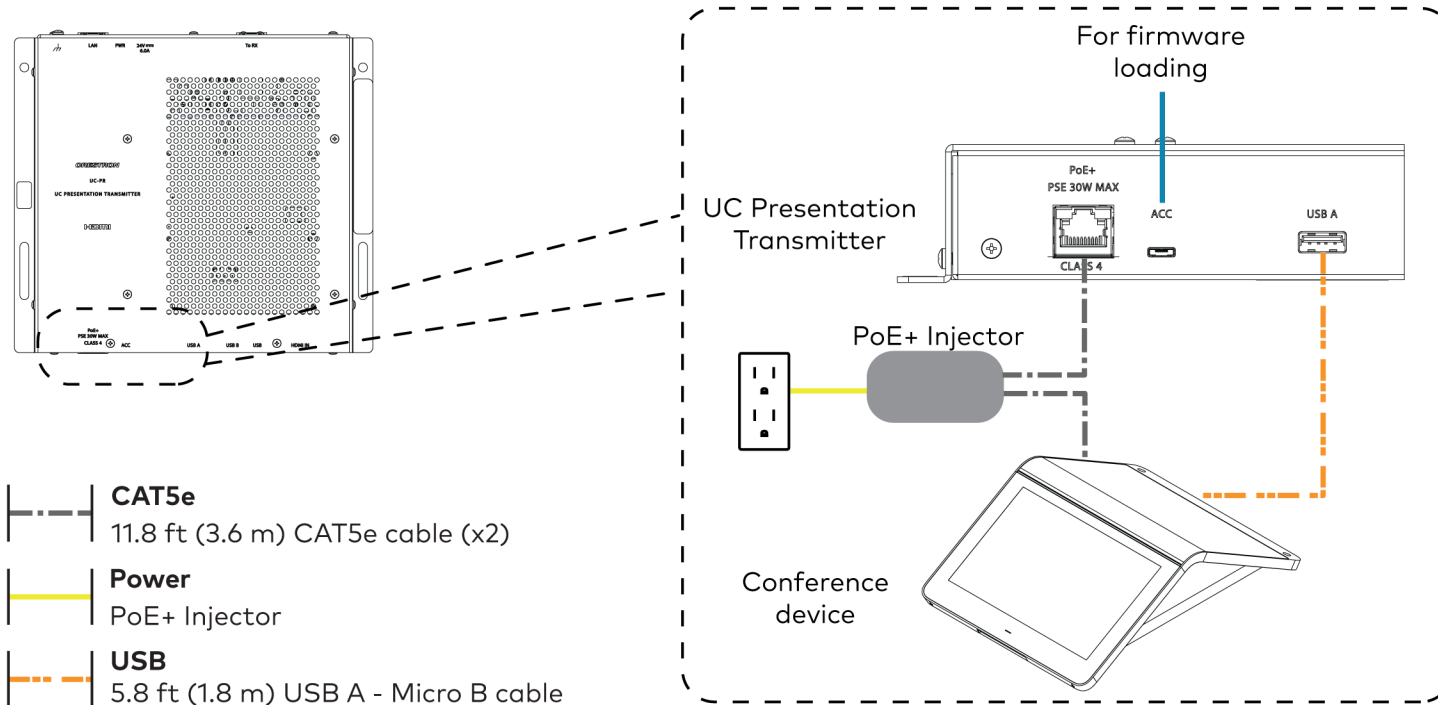 LAN PWR 24V 6.0A To RX
CRESTRON
UC-PR
UC PRESENTATION TRANSMITTER
HDMI
PoE+
PSE 30W MAX
CLASS 4 ACC USB A USB B USB HDMI IN
For firmware
loading
PoE+
PSE 30W MAX
ACC
USB A
CLASS 4
UC Presentation
Transmitter
PoE+ Injector
Conference
device
CAT5e
11.8 ft (3.6 m) CAT5e cable (x2)
Power
PoE+ Injector
USB
5.8 ft (1.8 m) USB A - Micro B cable